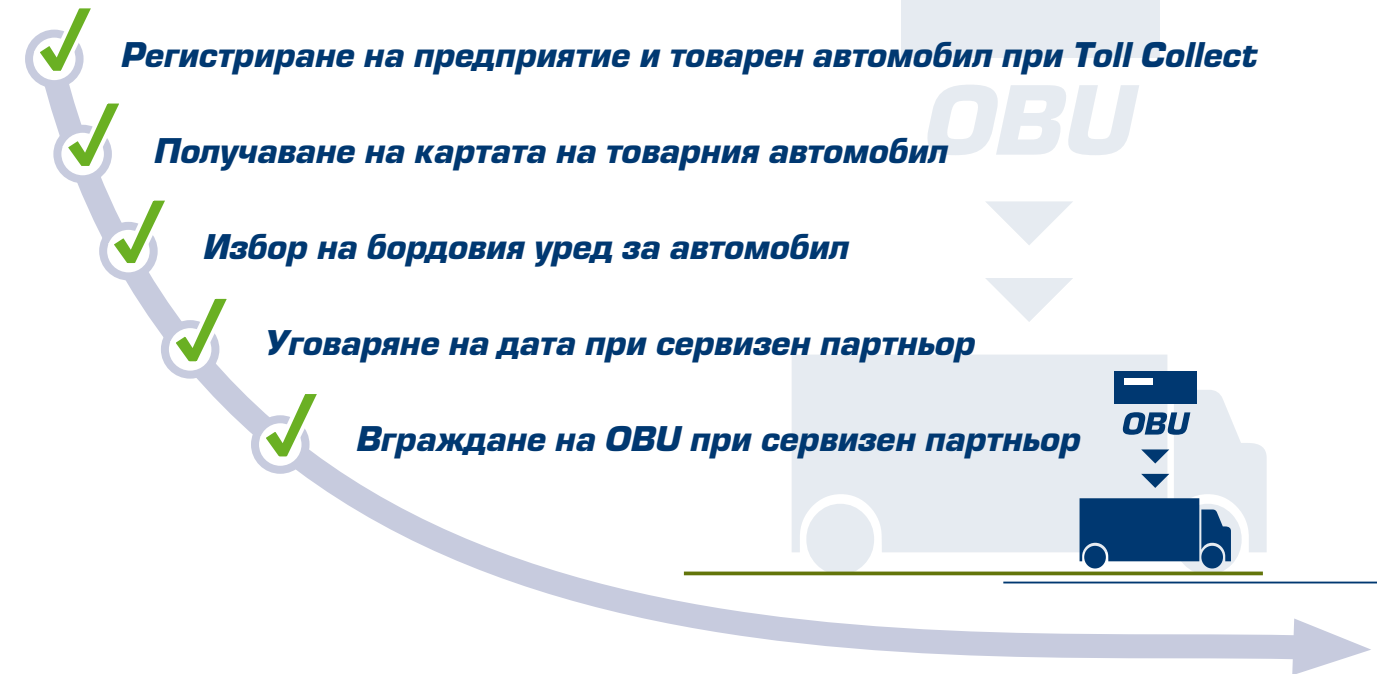 Регистриране на предприятие и товарен автомобил при Toll Collect
OBU
Получаване на картата на товарния автомобил
Избор на бордовия уред за автомобил
Уговаряне на дата при сервизен партньор
Вграждане на OBU при сервизен партньор
OBU